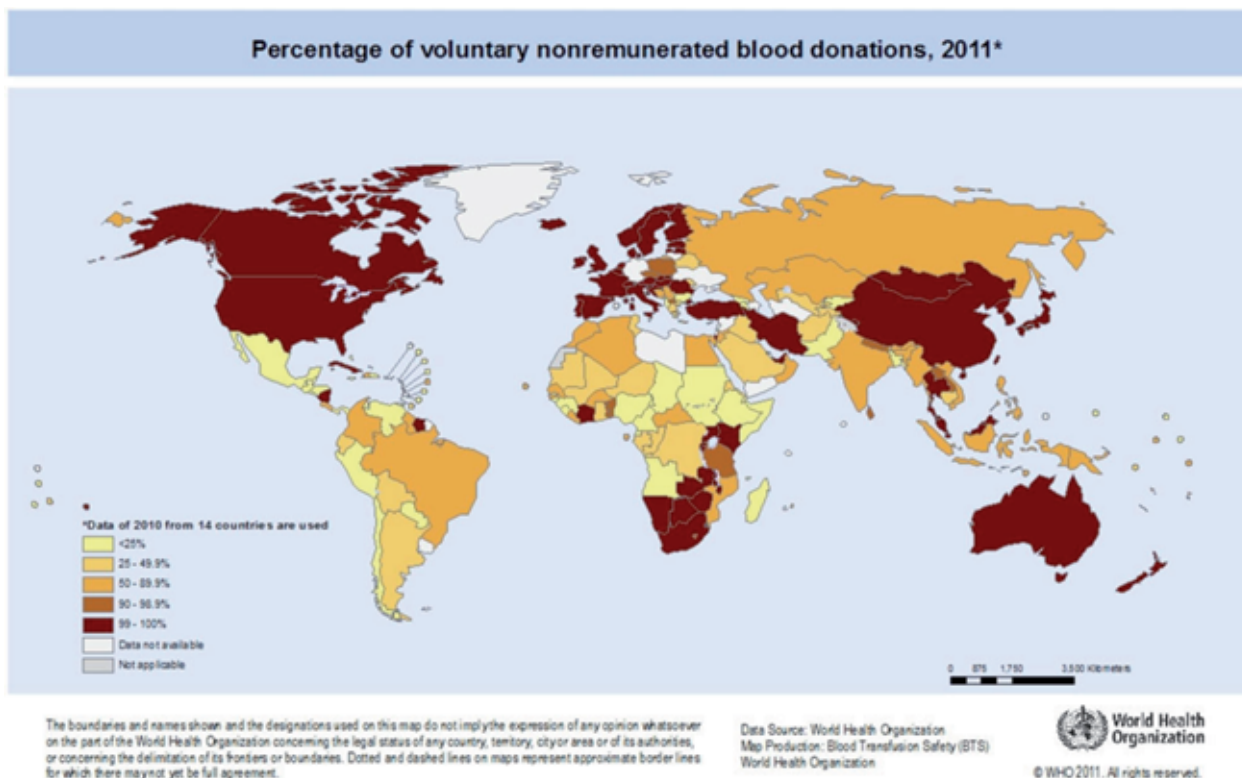 Percentage of voluntary nonremunerated blood donations, 2011*
*Data of 2010 from 14 countries are used
<25%
25 - 49.9%
50 - 89.9%
90 - 98.9%
99 - 100%
Data not available
Not applicable
0 875 1,750 3,500 Kilometers
The boundaries and names shown and the designations used on this map do not imply the expression of any opinion whatsoever
on the part of the World Health Organization concerning the legal status of any country, territory, city or area or of its authorities,
or concerning the delimitation of its frontiers or boundaries. Dotted and dashed lines on maps represent approximate border lines
for which there may not yet be full agreement.
Data Source: World Health Organization
Map Production: Blood Transfusion Safety (BTS)
World Health Organization
World Health
Organization
© WHO 2011. All rights reserved.